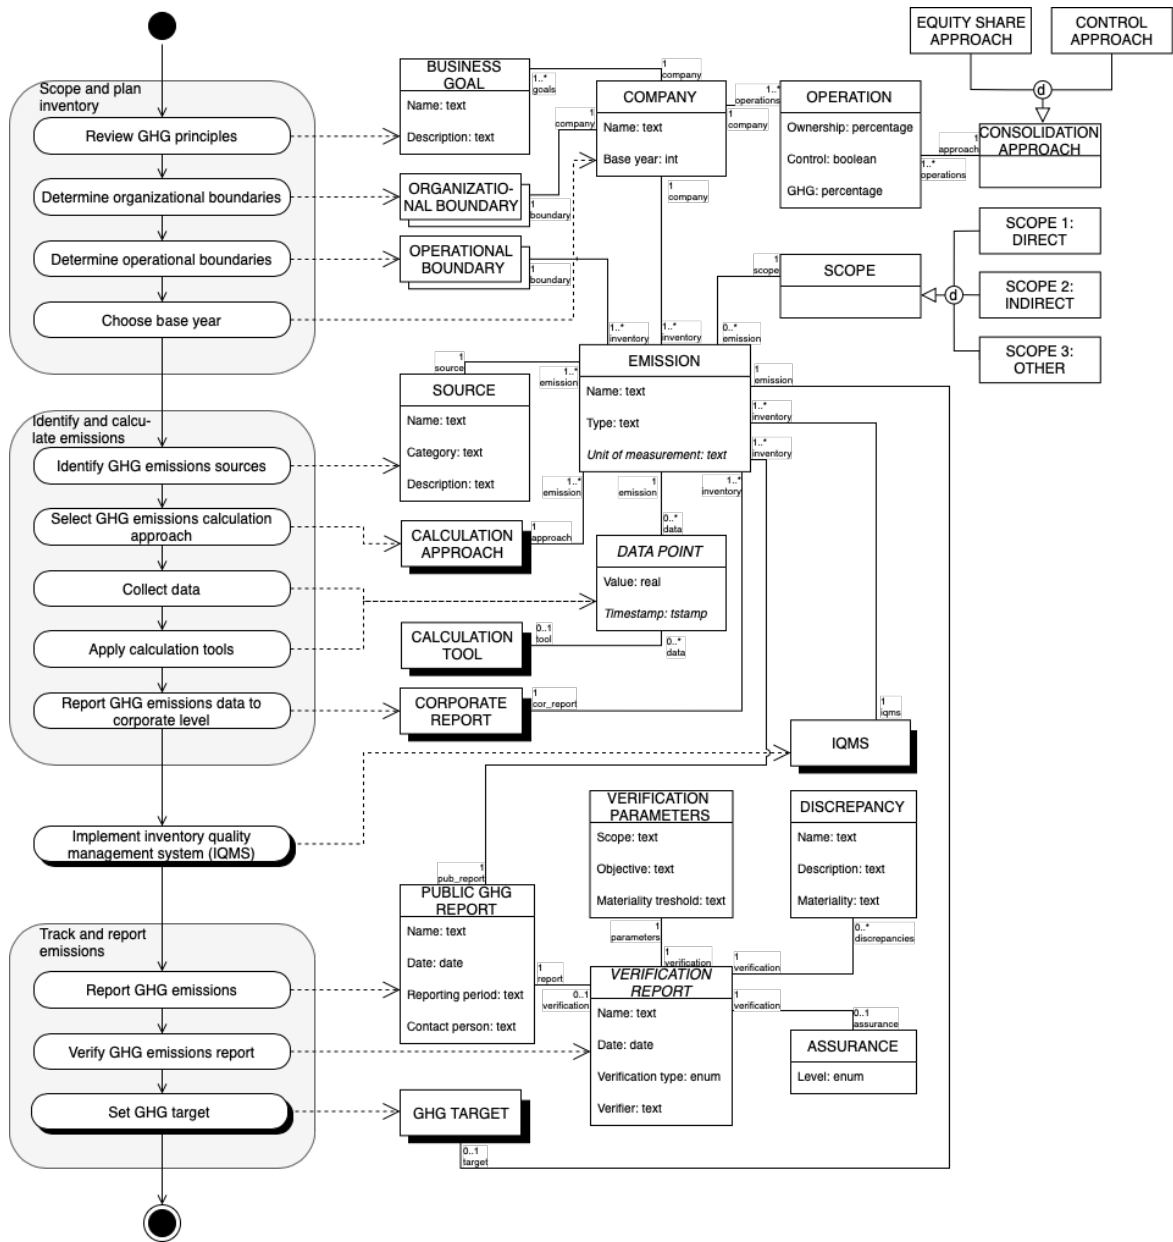 EQUITY SHARE
APPROACH
CONTROL
APPROACH
d
Scope and plan
inventory
Review GHG principles
Determine organizational boundaries
Determine operational boundaries
Choose base year
BUSINESS
GOAL
Name: text
Description: text
1..*
goals
1
company
COMPANY
Name: text
Base year: int
1
company
1..*
operations
1
company
OPERATION
Ownership: percentage
Control: boolean
GHG: percentage
1
approach
1..*
operations
CONSOLIDATION
APPROACH
ORGANIZATIO-
NAL BOUNDARY
1
boundary
1
company
OPERATIONAL
BOUNDARY
1
boundary
SCOPE
1
scope
d
SCOPE 1:
DIRECT
SCOPE 2:
INDIRECT
SCOPE 3:
OTHER
1..*
inventory
1..*
inventory
0..*
emission
EMISSION
Name: text
Type: text
Unit of measurement: text
1
source
1..*
emission
1
emission
1..*
inventory
1..*
inventory
Identify and calcu-
late emissions
Identify GHG emissions sources
Select GHG emissions calculation
approach
Collect data
Apply calculation tools
Report GHG emissions data to
corporate level
SOURCE
Name: text
Category: text
Description: text
1..*
emission
1
emission
1..*
inventory
CALCULATION
APPROACH
1
approach
0..*
data
DATA POINT
Value: real
Timestamp: tstamp
CALCULATION
TOOL
0..1
tool
0..*
data
CORPORATE
REPORT
1
cor_report
1
iqms
IQMS
Implement inventory quality
management system (IQMS)
VERIFICATION
PARAMETERS
Scope: text
Objective: text
Materiality treshold: text
DISCREPANCY
Name: text
Description: text
Materiality: text
1
pub_report
PUBLIC GHG
REPORT
Name: text
Date: date
Reporting period: text
Contact person: text
1
parameters
1
verification
0..*
discrepancies
1
verification
1
report
0..1
verification
VERIFICATION
REPORT
Name: text
Date: date
Verification type: enum
Verifier: text
1
verification
0..1
assurance
ASSURANCE
Level: enum
Track and report
emissions
Report GHG emissions
Verify GHG emissions report
Set GHG target
GHG TARGET
0..1
target